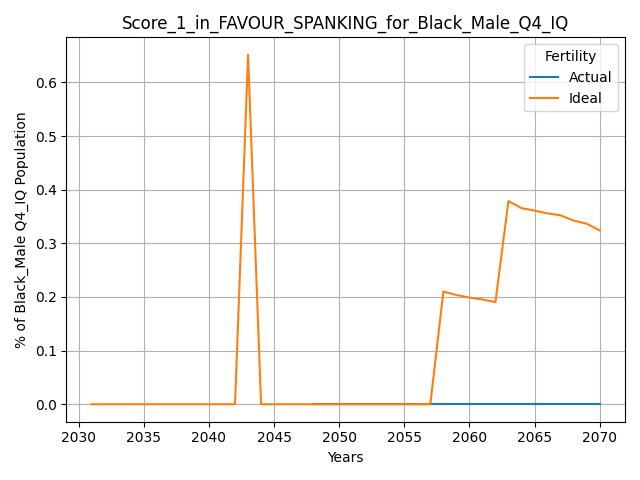 Score_1_in_FAVOUR_SPANKING_for_Black_Male_Q4_IQ
Fertility
Actual
Ideal
% of Black_Male Q4_IQ Population
0.6
0.5
0.4
0.3
0.2
0.1
0.0
2030 2035 2040 2045 2050 2055 2060 2065 2070
Years